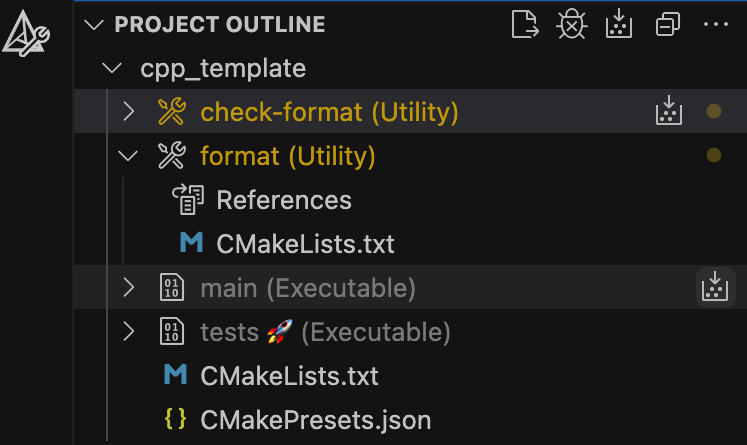 PROJECT OUTLINE
cpp_template
check-format (Utility)
format (Utility)
References
CMakeLists.txt
main (Executable)
tests 🚀 (Executable)
CMakeLists.txt
CMakePresets.json